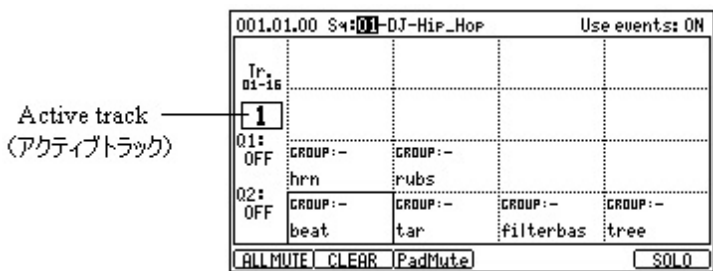 001.01.00 Sq:01-DJ-Hip_Hop Use events: ON
Tr.
01-16
Active track
1
(アクティブトラック)
Q1:
OFF
GROUP:- GROUP:-
hrn rubs
Q2:
OFF
GROUP:- GROUP:- GROUP:- GROUP:-
beat tar filterbas tree
ALLMUTE CLEAR PadMute SOLO